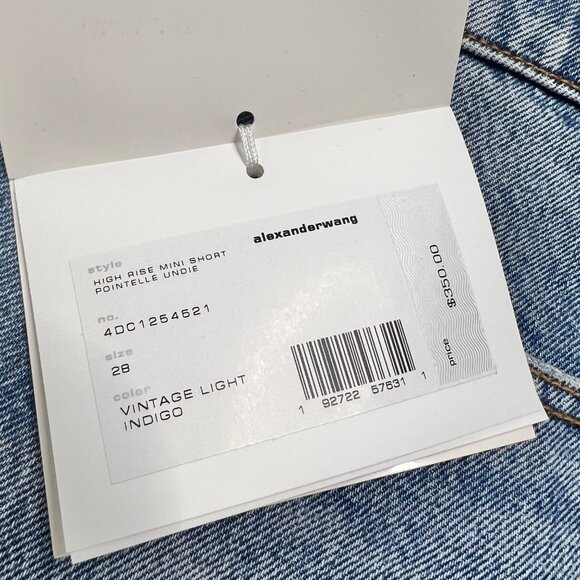 alexanderwang
style
HIGH RISE MINI SHORT
POINTELLE UNDIE
no.
4DC1254521
size
28
color
VINTAGE LIGHT
INDIGO
1 92722 57631 1
price $350.00